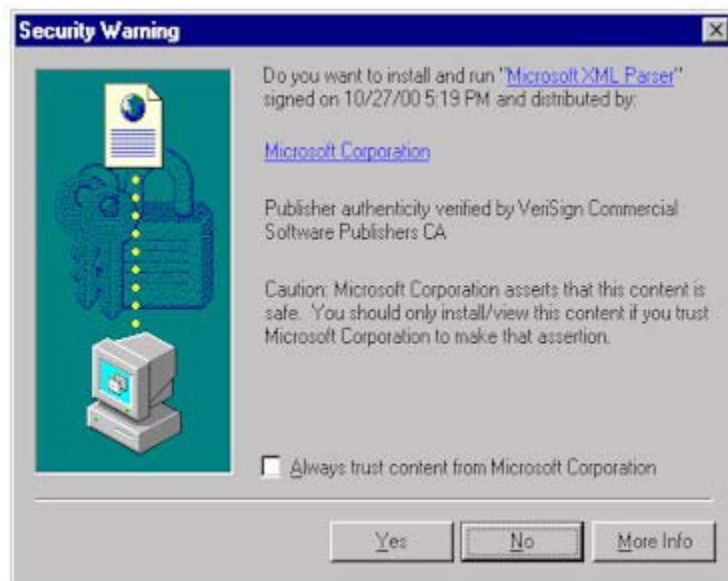 Security Warning
Do you want to install and run "Microsoft XML Parser"
signed on 10/27/00 5:19 PM and distributed by:
Microsoft Corporation
Publisher authenticity verified by VeriSign Commercial
Software Publishers CA
Caution: Microsoft Corporation asserts that this content is
safe. You should only install/view this content if you trust
Microsoft Corporation to make that assertion.
Always trust content from Microsoft Corporation
Yes No More Info